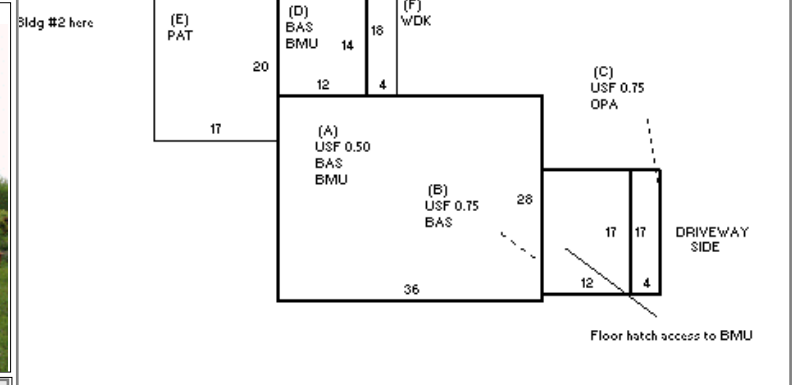 Bldg #2 here
(E)
PAT
20
17
(D)
BAS
BMU
14
12
18
4
(F)
WDK
(A)
USF 0.50
BAS
BMU
(B)
USF 0.75
BAS
28
36
(C)
USF 0.75
OPA
17
17
12
4
DRIVEWAY
SIDE
Floor hatch access to BMU